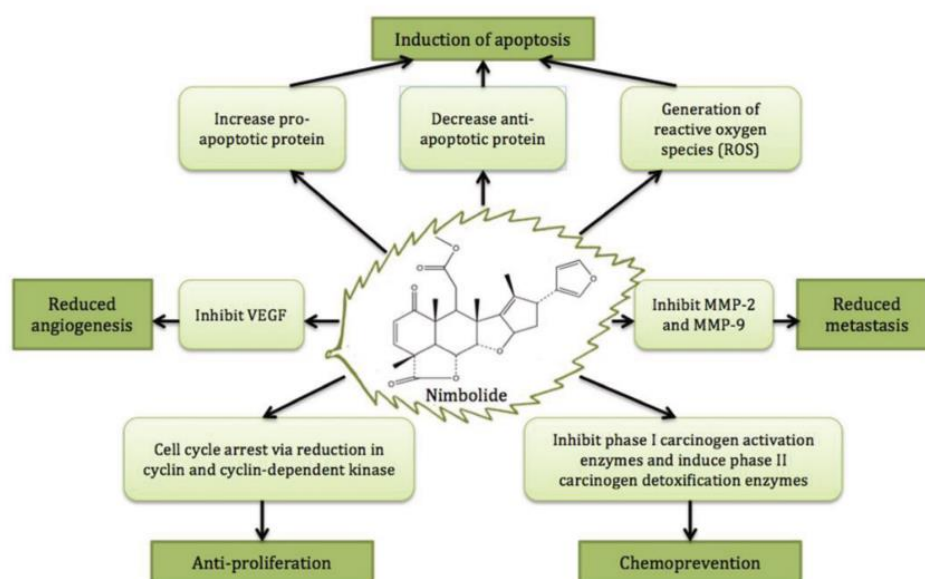 Induction of apoptosis
Increase pro-
apoptotic protein
Decrease anti-
apoptotic protein
Generation of
reactive oxygen
species (ROS)
Reduced
angiogenesis
Inhibit VEGF
O
O
O
O
O
O
O
Nimbolide
Inhibit MMP-2
and MMP-9
Reduced
metastasis
Cell cycle arrest via reduction in
cyclin and cyclin-dependent kinase
Inhibit phase I carcinogen activation
enzymes and induce phase II
carcinogen detoxification enzymes
Anti-proliferation
Chemoprevention